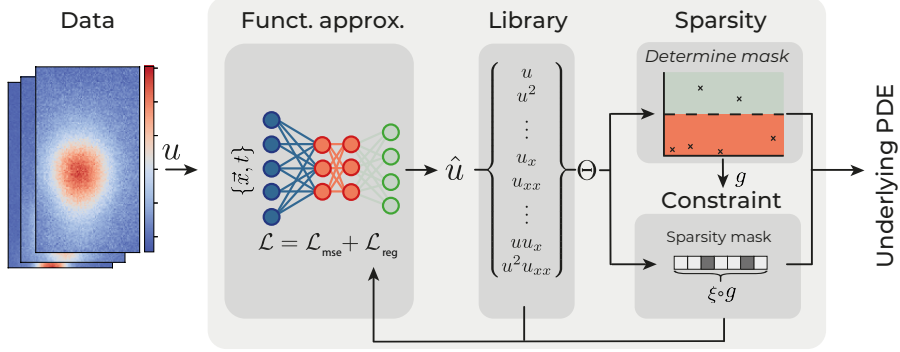 Data
Funct. approx.
Library
Sparsity
Determine mask
u
{x⃗, t}
ℒ = ℒmse + ℒreg
û
u
u²
⋮
uₓ
uₓₓ
⋮
uuₓ
u²uₓₓ
Θ
g
Constraint
Sparsity mask
ξ∘g
Underlying PDE